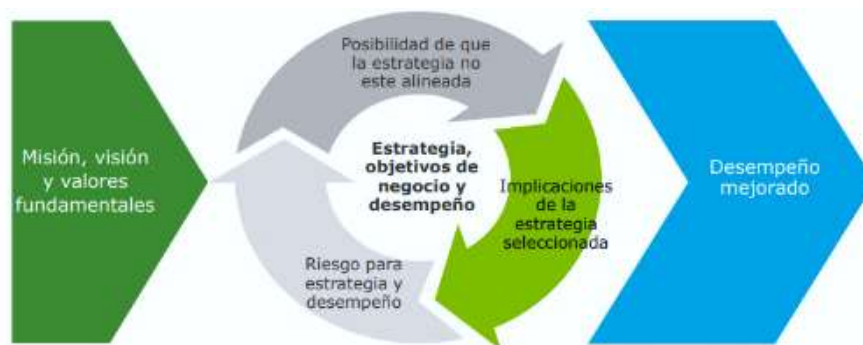 Misión, visión
y valores
fundamentales
Posibilidad de que
la estrategia no
este alineada
Estrategia,
objetivos de
negocio y
desempeño
Implicaciones
de la
estrategia
seleccionada
Riesgo para
estrategia y
desempeño
Desempeño
mejorado